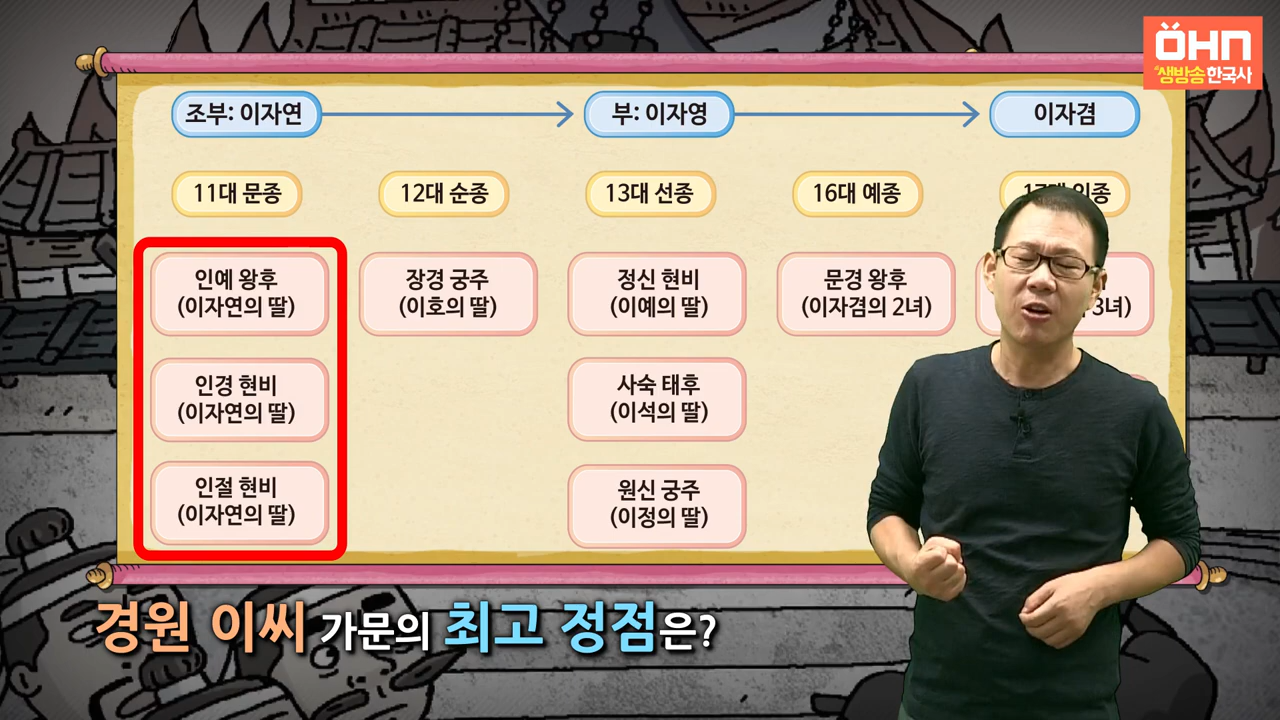 ÖHn
생방송 한국사
조부: 이자연
부: 이자영
이자겸
11대 문종
12대 순종
13대 선종
16대 예종
인종
인예 왕후
(이자연의 딸)
장경 궁주
(이호의 딸)
정신 현비
(이예의 딸)
문경 왕후
(이자겸의 2녀)
3녀)
인경 현비
(이자연의 딸)
사숙 태후
(이석의 딸)
인절 현비
(이자연의 딸)
원신 궁주
(이정의 딸)
경원 이씨 가문의 최고 정점은?